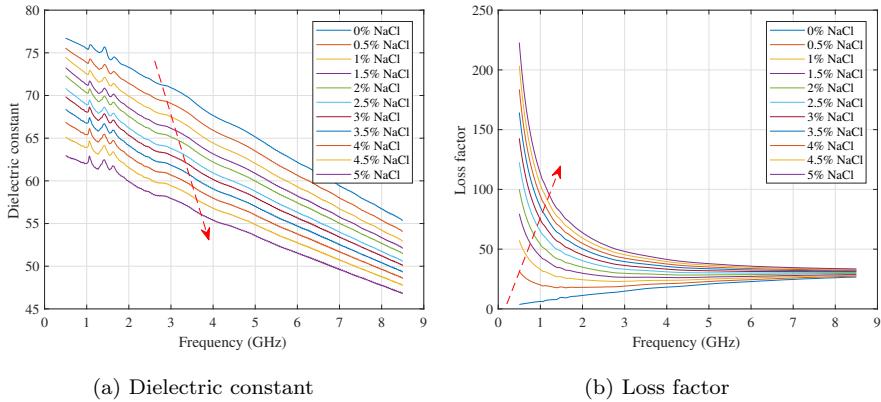 80
75
70
65
60
55
50
45
0 1 2 3 4 5 6 7 8 9
Dielectric constant
Frequency (GHz)
0% NaCl
0.5% NaCl
1% NaCl
1.5% NaCl
2% NaCl
2.5% NaCl
3% NaCl
3.5% NaCl
4% NaCl
4.5% NaCl
5% NaCl
(a) Dielectric constant
250
200
150
100
50
0
0 1 2 3 4 5 6 7 8 9
Loss factor
Frequency (GHz)
0% NaCl
0.5% NaCl
1% NaCl
1.5% NaCl
2% NaCl
2.5% NaCl
3% NaCl
3.5% NaCl
4% NaCl
4.5% NaCl
5% NaCl
(b) Loss factor